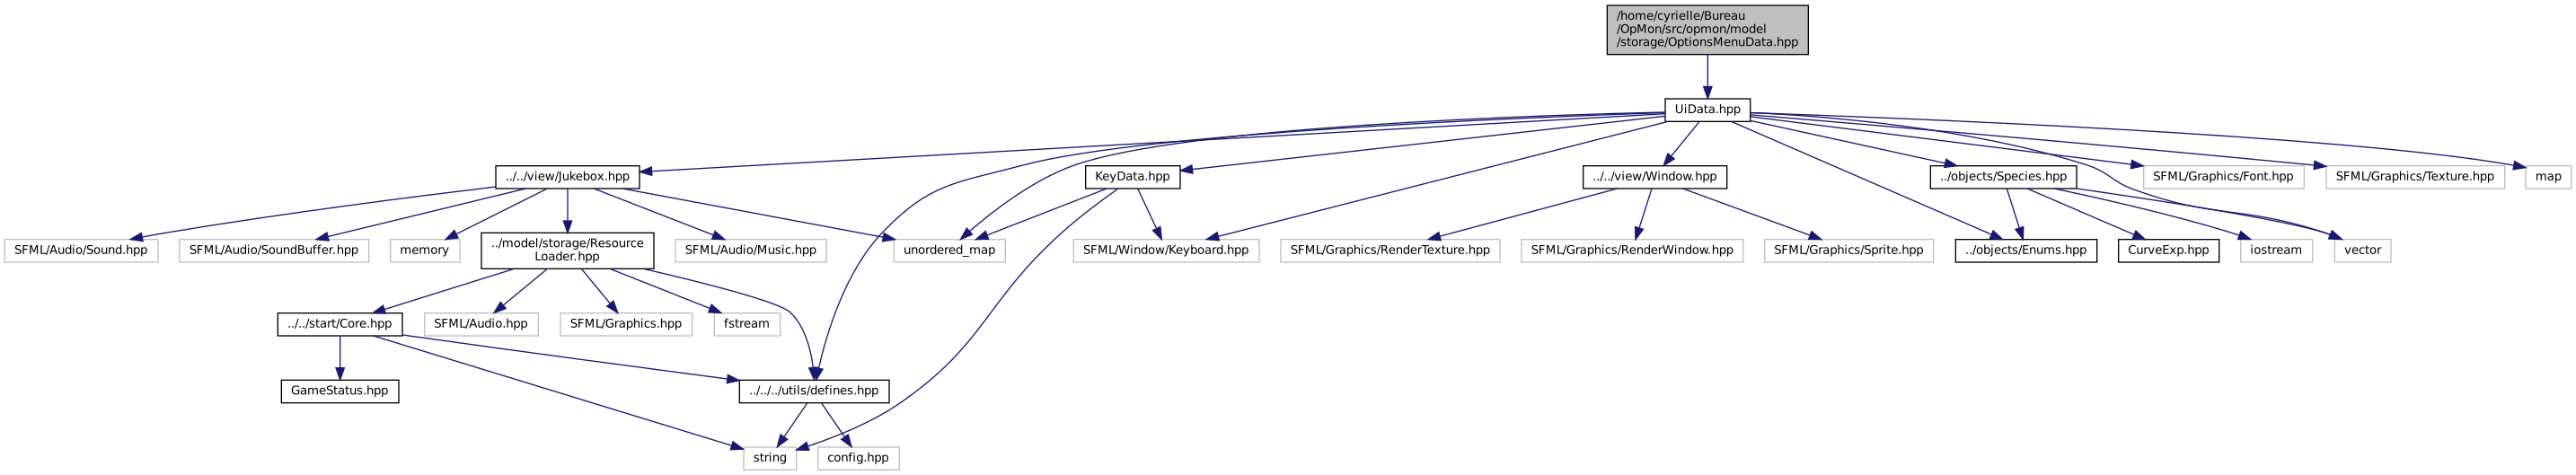 /home/cyrielle/Bureau
/OpMon/src/opmon/model
/storage/OptionsMenuData.hpp
UiData.hpp
../../view/Jukebox.hpp
KeyData.hpp
../../view/Window.hpp
../objects/Species.hpp
SFML/Graphics/Font.hpp
SFML/Graphics/Texture.hpp
map
SFML/Audio/Sound.hpp
SFML/Audio/SoundBuffer.hpp
memory
../model/storage/Resource
Loader.hpp
SFML/Audio/Music.hpp
unordered_map
SFML/Window/Keyboard.hpp
SFML/Graphics/RenderTexture.hpp
SFML/Graphics/RenderWindow.hpp
SFML/Graphics/Sprite.hpp
../objects/Enums.hpp
CurveExp.hpp
iostream
vector
../../start/Core.hpp
SFML/Audio.hpp
SFML/Graphics.hpp
fstream
GameStatus.hpp
../../../utils/defines.hpp
string
config.hpp